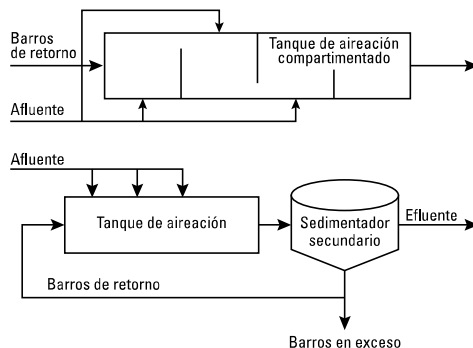 Barros
de retorno
Tanque de aireación
compartimentado
Afluente
Afluente
Tanque de aireación
Sedimentador
secundario
Efluente
Barros de retorno
Barros en exceso